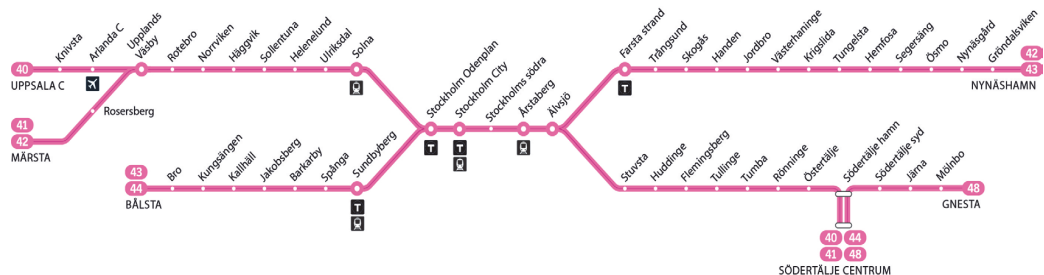 40
UPPSALA C
Knivsta
Arlanda C
Upplands
Väsby
Rotebro
Norrviken
Häggvik
Sollentuna
Helenelund
Ulriksdal
Solna
41
42
MÄRSTA
Rosersberg
43
44
BÅLSTA
Bro
Kungsängen
Kallhäll
Jakobsberg
Barkarby
Spånga
Sundbyberg
T
Stockholm Odenplan
T
Stockholm City
T
Stockholms södra
Årstaberg
Älvsjö
Farsta strand
T
Trångsund
Skogås
Handen
Jordbro
Västerhaninge
Krigslida
Tungelsta
Hemfosa
Segersäng
Ösmo
Nynäsgård
Gröndalsviken
42
43
NYNÄSHAMN
Stuvsta
Huddinge
Flemingsberg
Tullinge
Tumba
Rönninge
Östertälje
Södertälje hamn
Södertälje syd
Järna
Mölnbo
48
GNESTA
40 44
41 48
SÖDERTÄLJE CENTRUM